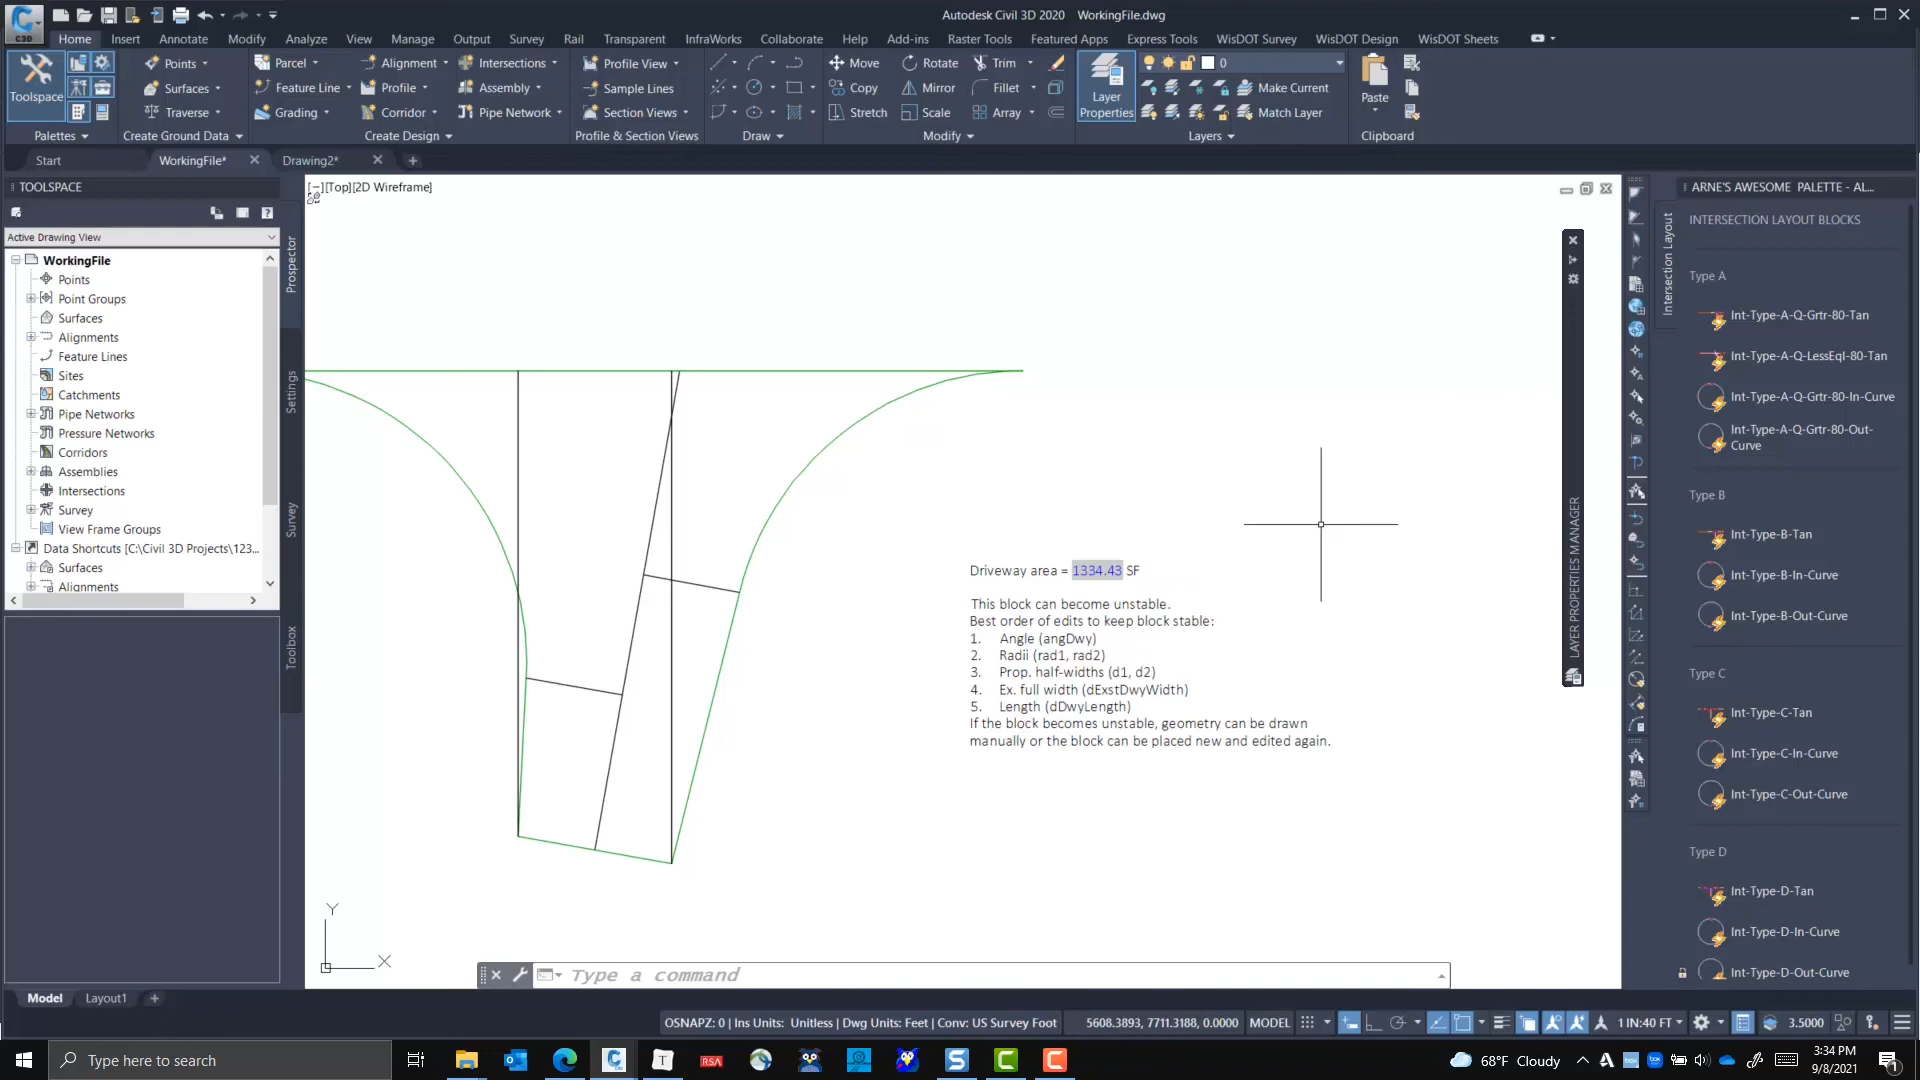 Autodesk Civil 3D 2020 WorkingFile.dwg
C3D
Home Insert Annotate Modify Analyze View Manage Output Survey Rail Transparent InfraWorks Collaborate Help Add-ins Raster Tools Featured Apps Express Tools WisDOT Survey WisDOT Design WisDOT Sheets
Points Parcel Alignment Intersections Profile View Move Rotate Trim 0
Toolspace Surfaces Feature Line Profile Assembly Sample Lines Copy Mirror Fillet Layer Properties Make Current Paste
Traverse Grading Corridor Pipe Network Section Views Stretch Scale Array Match Layer
Palettes Create Ground Data Create Design Profile & Section Views Draw Modify Layers Clipboard
Start WorkingFile* Drawing2*
TOOLSPACE
Active Drawing View
WorkingFile
Points
Point Groups
Surfaces
Alignments
Feature Lines
Sites
Catchments
Pipe Networks
Pressure Networks
Corridors
Assemblies
Intersections
Survey
View Frame Groups
Data Shortcuts [C:\Civil 3D Projects\123...
Surfaces
Alignments
Prospector
Settings
Survey
Toolbox
[−][Top][2D Wireframe]
Driveway area = 1334.43 SF
This block can become unstable.
Best order of edits to keep block stable:
1. Angle (angDwy)
2. Radii (rad1, rad2)
3. Prop. half-widths (d1, d2)
4. Ex. full width (dExstDwyWidth)
5. Length (dDwyLength)
If the block becomes unstable, geometry can be drawn
manually or the block can be placed new and edited again.
Y
X
LAYER PROPERTIES MANAGER
ARNE'S AWESOME PALETTE - AL...
Intersection Layout
INTERSECTION LAYOUT BLOCKS
Type A
Int-Type-A-Q-Grtr-80-Tan
Int-Type-A-Q-LessEql-80-Tan
Int-Type-A-Q-Grtr-80-In-Curve
Int-Type-A-Q-Grtr-80-Out-
Curve
Type B
Int-Type-B-Tan
Int-Type-B-In-Curve
Int-Type-B-Out-Curve
Type C
Int-Type-C-Tan
Int-Type-C-In-Curve
Int-Type-C-Out-Curve
Type D
Int-Type-D-Tan
Int-Type-D-In-Curve
Int-Type-D-Out-Curve
Type a command
Model Layout1
OSNAPZ: 0 | Ins Units: Unitless | Dwg Units: Feet | Conv: US Survey Foot 5608.3893, 7711.3188, 0.0000 MODEL 1 IN:40 FT 3.5000
Type here to search
T RSA C S C C
68°F Cloudy
3:34 PM
9/8/2021
1